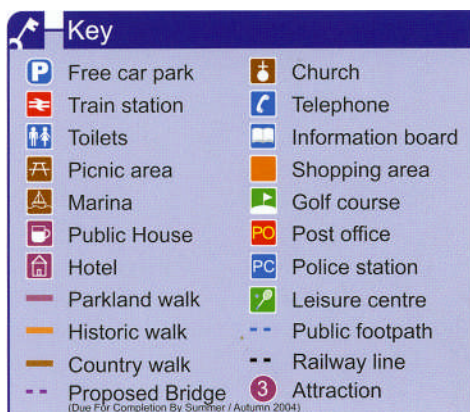 Key
P Free car park
Train station
Toilets
Picnic area
Marina
Public House
Hotel
Parkland walk
Historic walk
Country walk
Proposed Bridge
(Due For Completion By Summer / Autumn 2004)
Church
Telephone
Information board
Shopping area
Golf course
PO Post office
PC Police station
Leisure centre
Public footpath
Railway line
3 Attraction